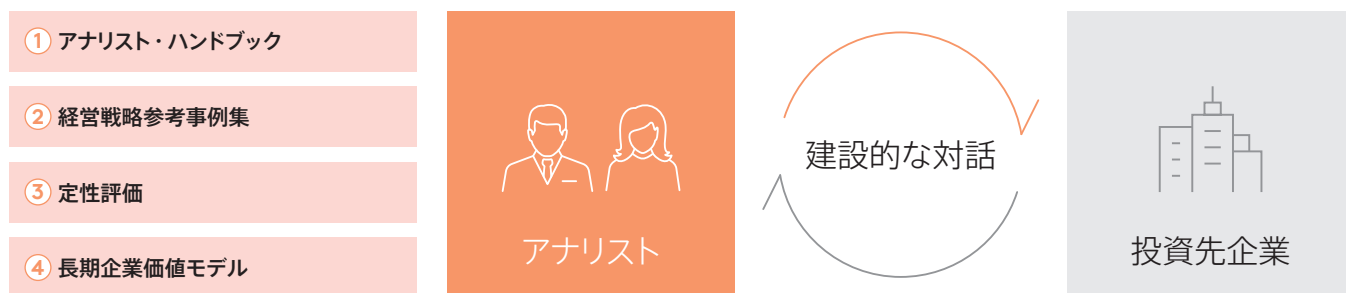 ① アナリスト・ハンドブック
② 経営戦略参考事例集
③ 定性評価
④ 長期企業価値モデル
アナリスト
建設的な対話
投資先企業